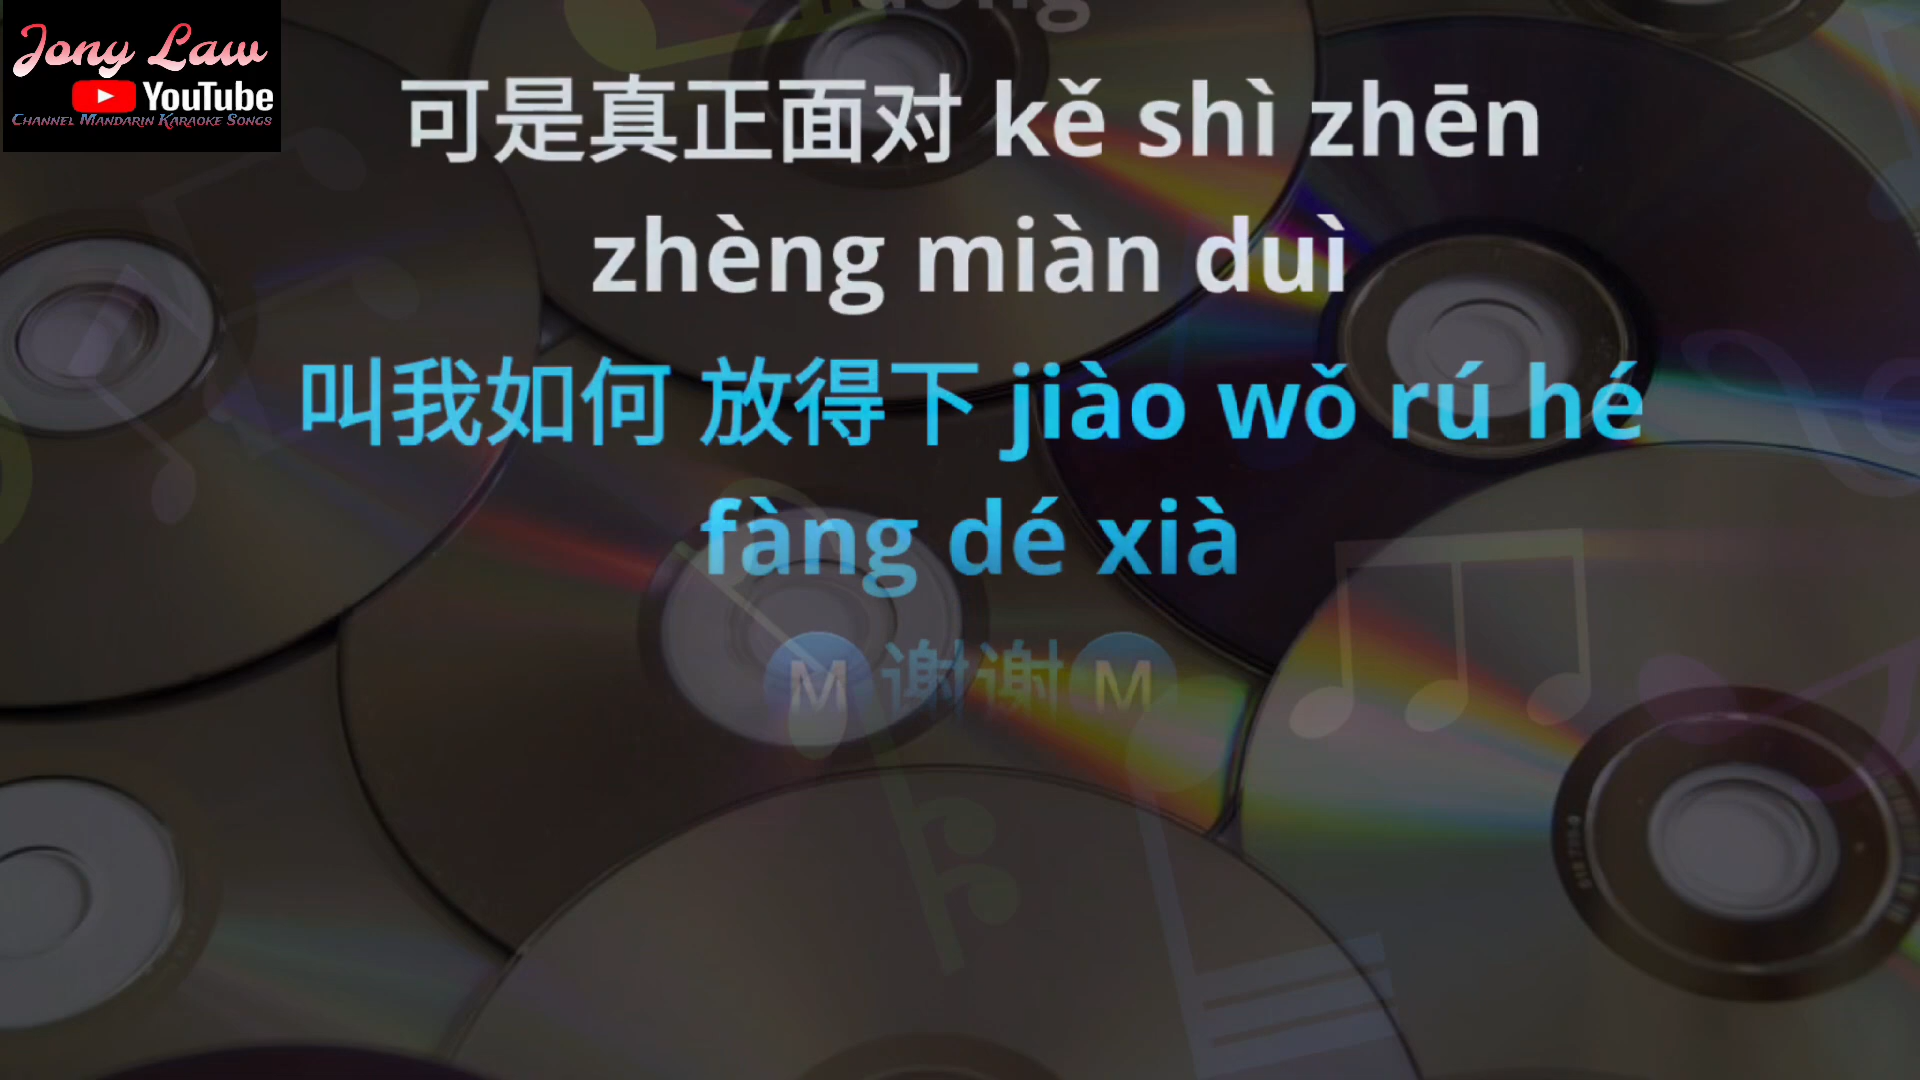 Jony Law
YouTube
Channel Mandarin Karaoke Songs
可是真正面对 kě shì zhēn
zhèng miàn duì
叫我如何 放得下 jiào wǒ rú hé
fàng dé xià
Ⓜ 谢谢 Ⓜ